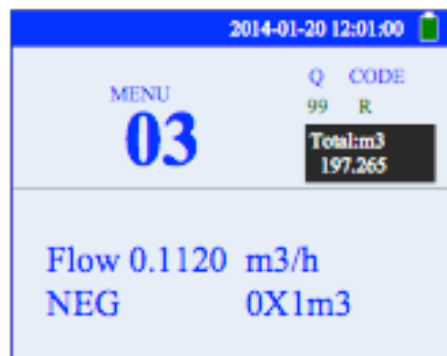 2014-01-20 12:01:00
MENU
03
Q CODE
99 R
Total:m3
197.265
Flow 0.1120 m3/h
NEG 0X1m3